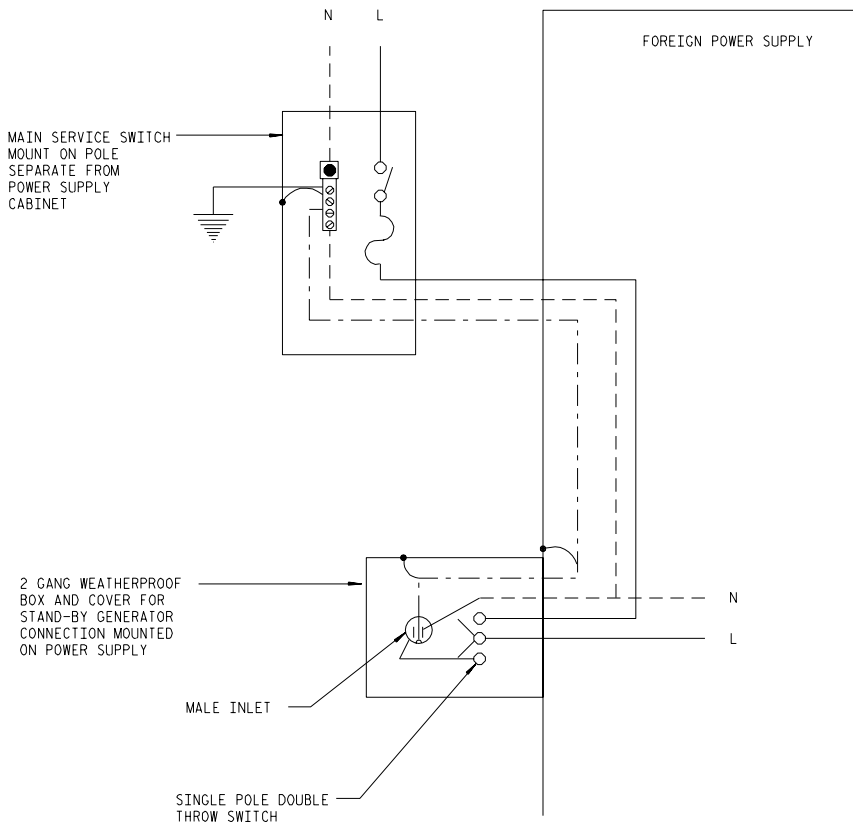 N L
FOREIGN POWER SUPPLY
MAIN SERVICE SWITCH
MOUNT ON POLE
SEPARATE FROM
POWER SUPPLY
CABINET
2 GANG WEATHERPROOF
BOX AND COVER FOR
STAND-BY GENERATOR
CONNECTION MOUNTED
ON POWER SUPPLY
N
L
MALE INLET
SINGLE POLE DOUBLE
THROW SWITCH